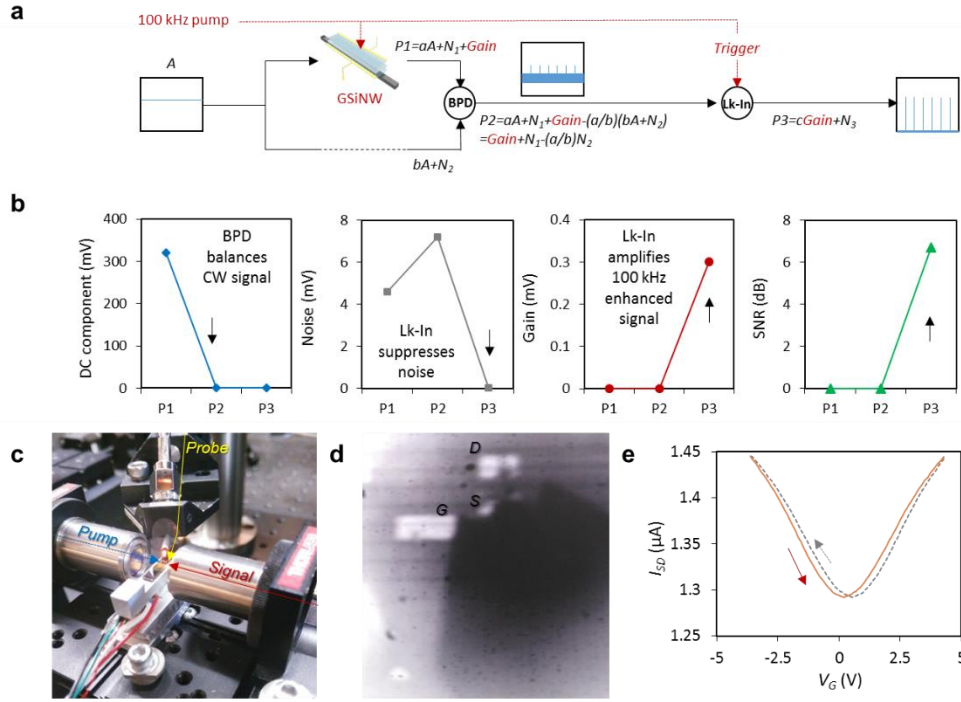 a
100 kHz pump
A
GSiNW
P1=aA+N1+Gain
BPD
P2=aA+N1+Gain-(a/b)(bA+N2)
=Gain+N1-(a/b)N2
bA+N2
Trigger
Lk-In
P3=cGain+N3
b
DC component (mV)
400
300
200
100
0
BPD
balances
CW signal
P1 P2 P3
Noise (mV)
8
6
4
2
0
Lk-In
suppresses
noise
P1 P2 P3
Gain (mV)
0.4
0.3
0.2
0.1
0
Lk-In
amplifies
100 kHz
enhanced
signal
P1 P2 P3
SNR (dB)
8
6
4
2
0
P1 P2 P3
c
Probe
Pump
Signal
d
D
S
G
e
ISD (μA)
1.45
1.4
1.35
1.3
1.25
-5 -2.5 0 2.5 5
VG (V)